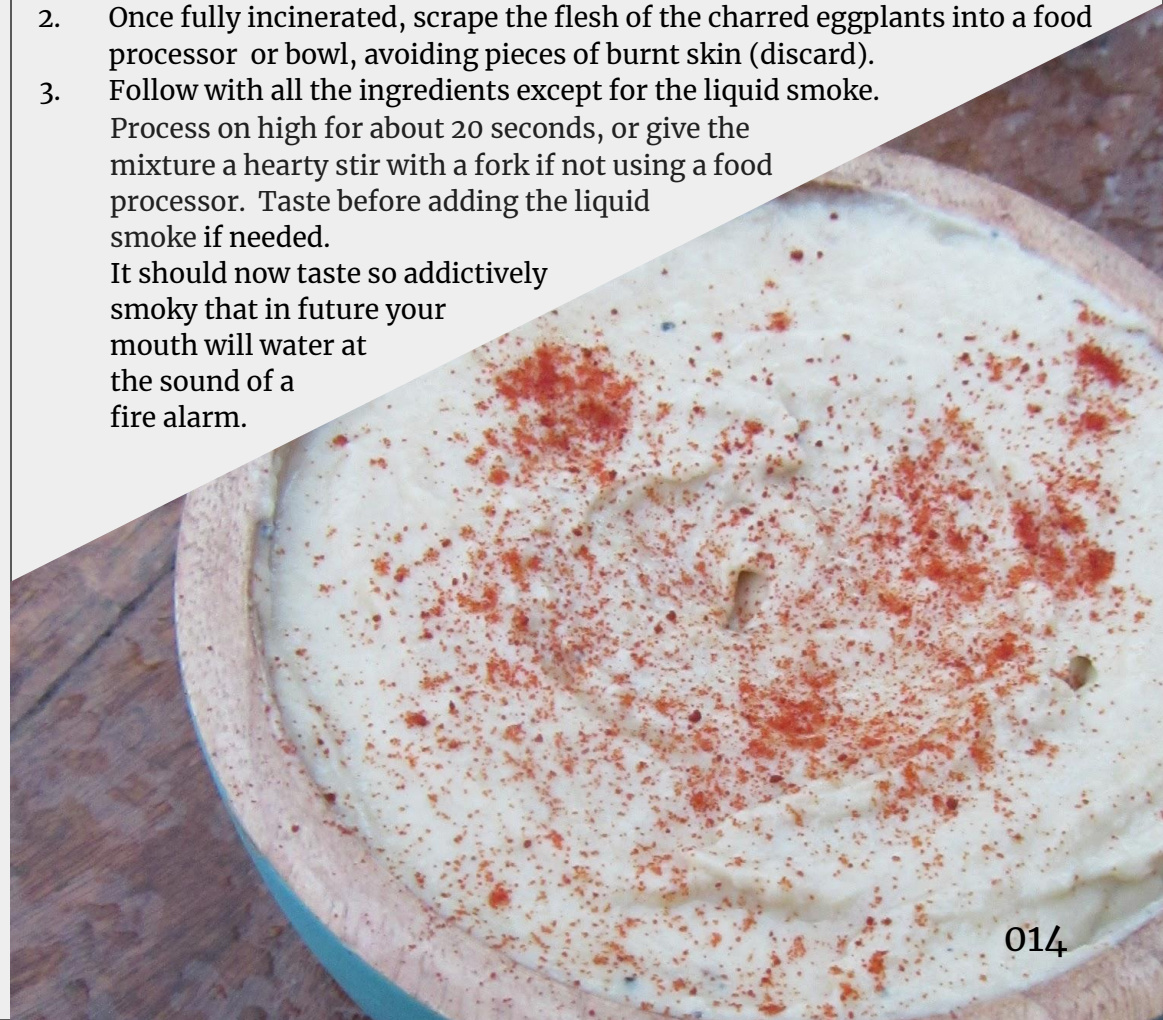 2. Once fully incinerated, scrape the flesh of the charred eggplants into a food
processor  or bowl, avoiding pieces of burnt skin (discard).
3. Follow with all the ingredients except for the liquid smoke.
Process on high for about 20 seconds, or give the
mixture a hearty stir with a fork if not using a food
processor.  Taste before adding the liquid
smoke if needed.
It should now taste so addictively
smoky that in future your
mouth will water at
the sound of a
fire alarm.
014